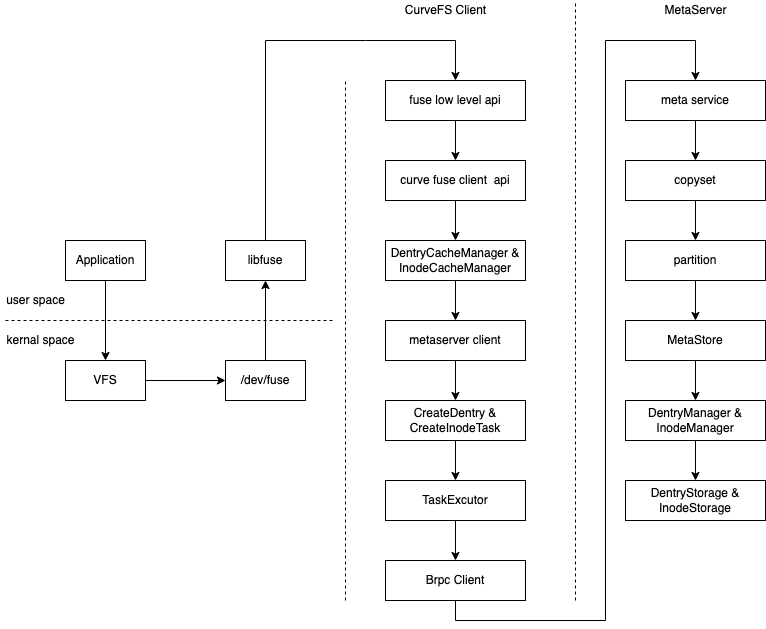 CurveFS Client
MetaServer
Application
libfuse
user space
kernal space
VFS
/dev/fuse
fuse low level api
curve fuse client  api
DentryCacheManager &
InodeCacheManager
metaserver client
CreateDentry &
CreateInodeTask
TaskExcutor
Brpc Client
meta service
copyset
partition
MetaStore
DentryManager &
InodeManager
DentryStorage &
InodeStorage